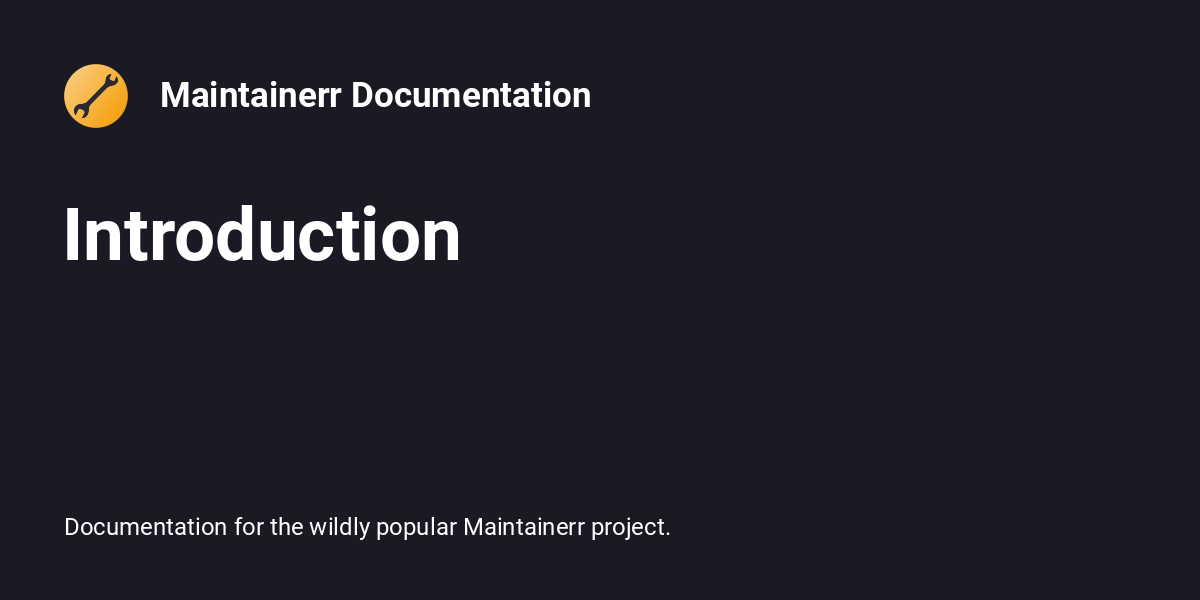 Maintainerr Documentation
Introduction
Documentation for the wildly popular Maintainerr project.